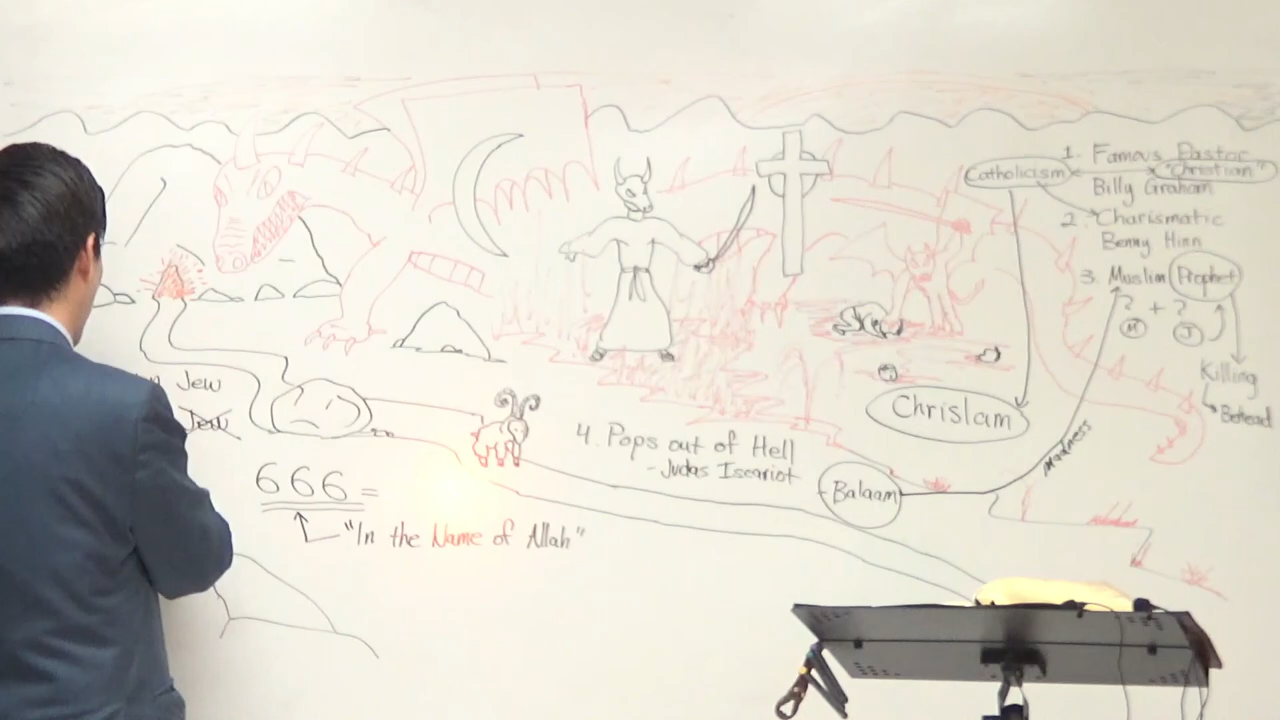 1. Famous Pastor
Catholicism
"Christian"
Billy Graham
2. Charismatic
Benny Hinn
3. Muslim Prophet
? + ?
M J
Killing
Behead
Jew
Jew
Chrislam
Madness
4. Pops out of Hell
- Judas Iscariot
- Balaam
666 =
"In the Name of Allah"